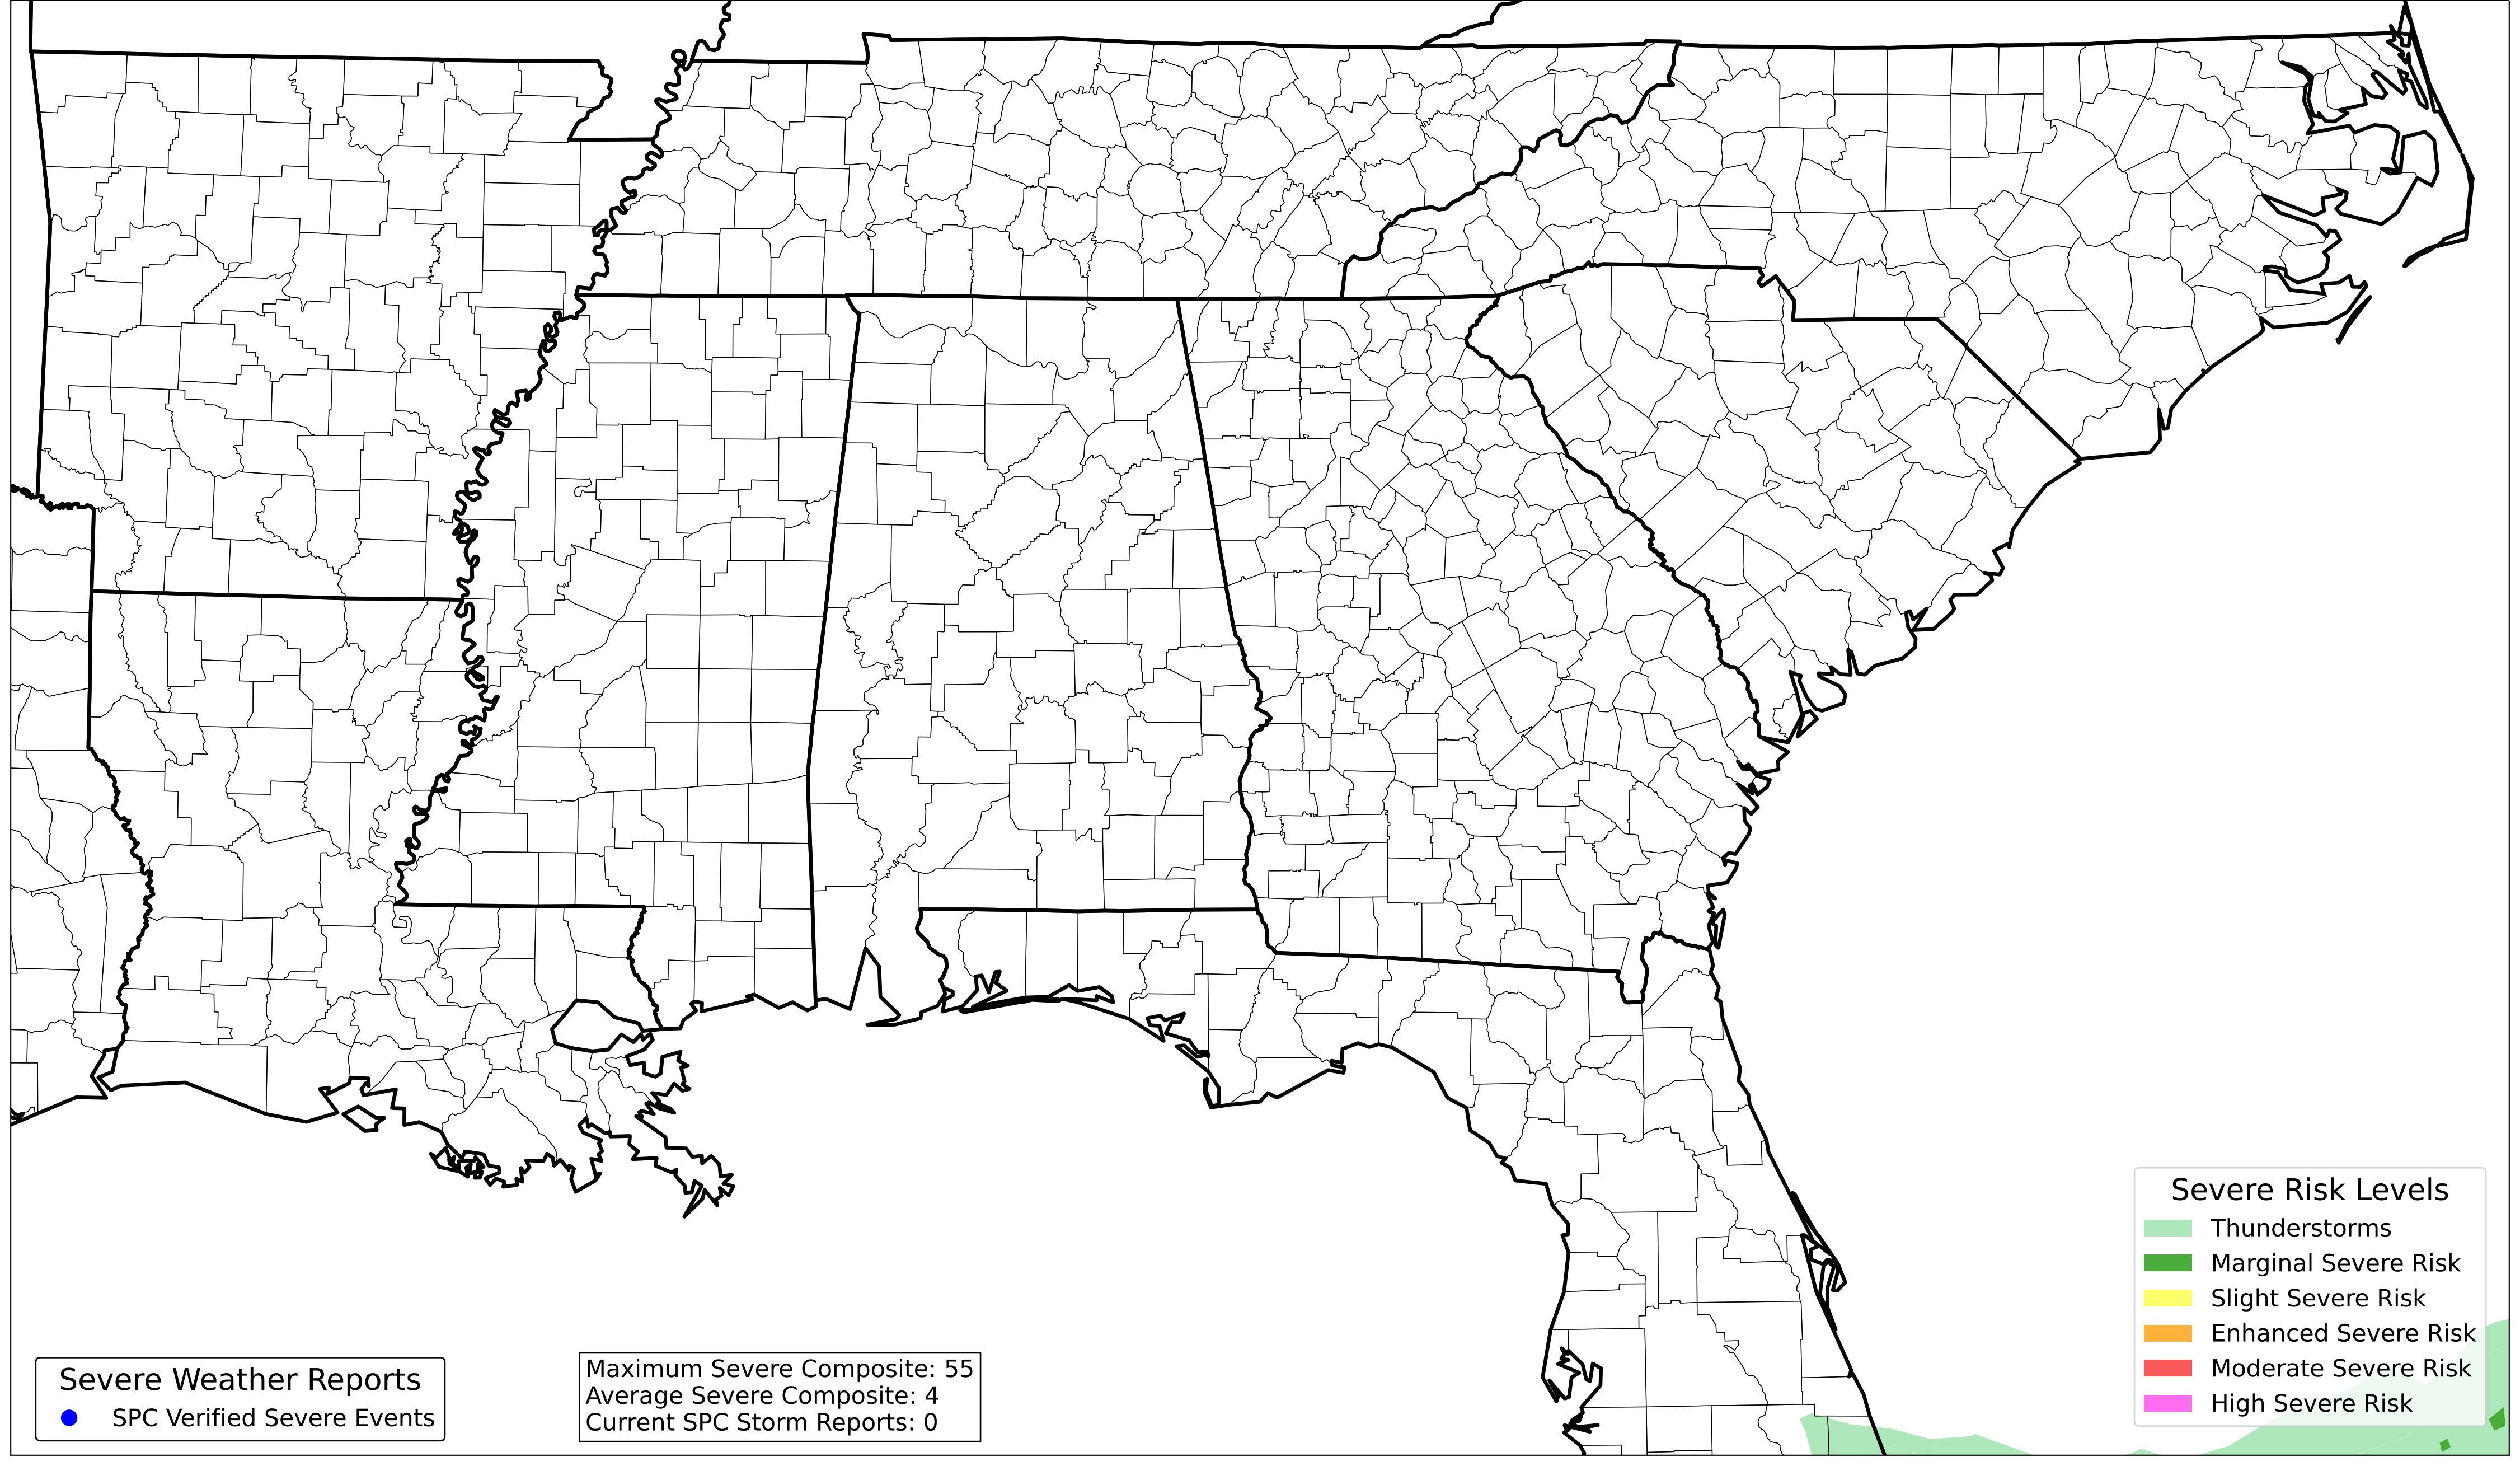 Severe Weather Reports
SPC Verified Severe Events
Maximum Severe Composite: 55
Average Severe Composite: 4
Current SPC Storm Reports: 0
Severe Risk Levels
Thunderstorms
Marginal Severe Risk
Slight Severe Risk
Enhanced Severe Risk
Moderate Severe Risk
High Severe Risk